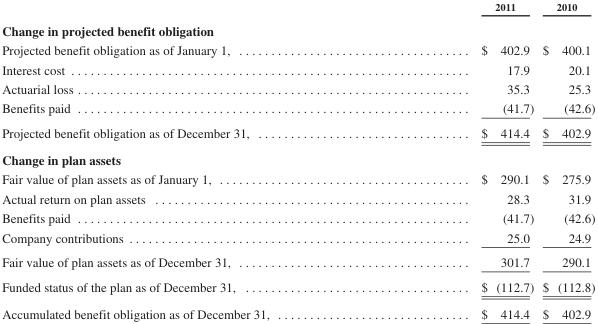 2011 2010
Change in projected benefit obligation
Projected benefit obligation as of January 1, ................................... $ 402.9 $ 400.1
Interest cost ............................................................. 17.9 20.1
Actuarial loss ............................................................ 35.3 25.3
Benefits paid ............................................................ (41.7) (42.6)
Projected benefit obligation as of December 31, ................................ $ 414.4 $ 402.9
Change in plan assets
Fair value of plan assets as of January 1, ...................................... $ 290.1 $ 275.9
Actual return on plan assets ................................................ 28.3 31.9
Benefits paid ............................................................ (41.7) (42.6)
Company contributions .................................................... 25.0 24.9
Fair value of plan assets as of December 31, .................................... 301.7 290.1
Funded status of the plan as of December 31, .................................. $ (112.7) $ (112.8)
Accumulated benefit obligation as of December 31, ............................. $ 414.4 $ 402.9